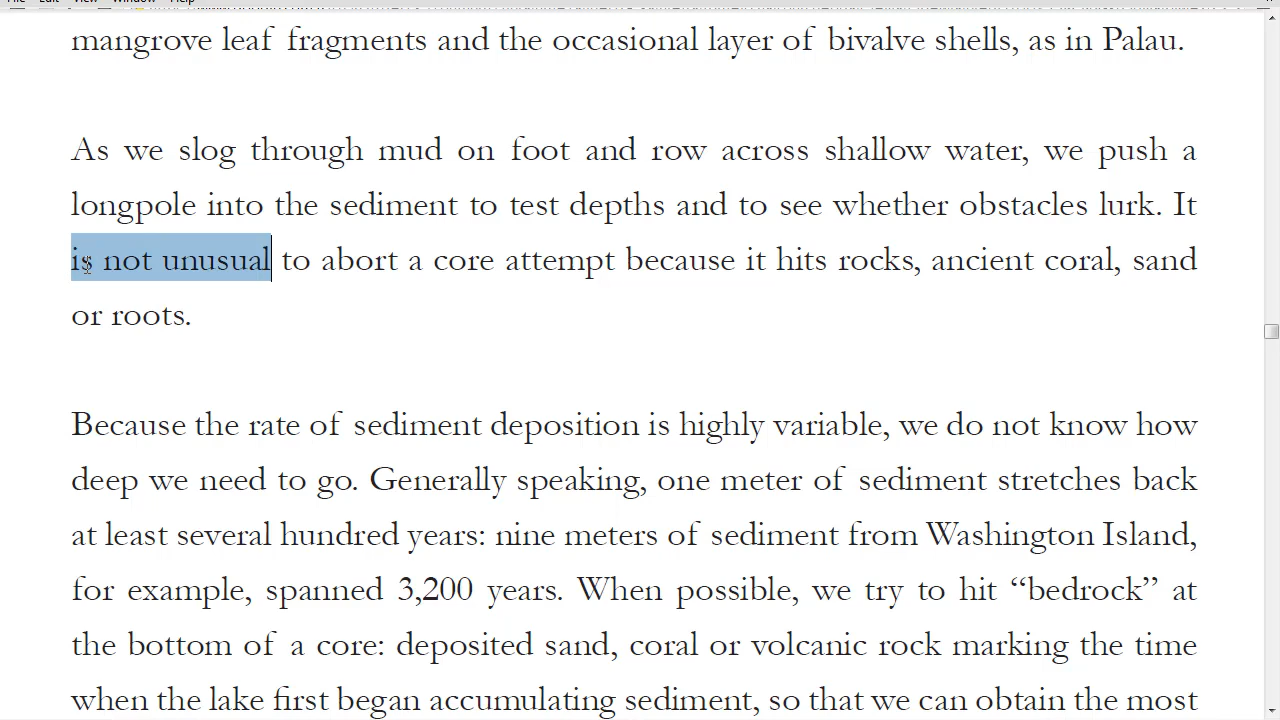 File Edit View Window Help
mangrove leaf fragments and the occasional layer of bivalve shells, as in Palau.
As we slog through mud on foot and row across shallow water, we push a
longpole into the sediment to test depths and to see whether obstacles lurk. It
is not unusual to abort a core attempt because it hits rocks, ancient coral, sand
or roots.
Because the rate of sediment deposition is highly variable, we do not know how
deep we need to go. Generally speaking, one meter of sediment stretches back
at least several hundred years: nine meters of sediment from Washington Island,
for example, spanned 3,200 years. When possible, we try to hit “bedrock” at
the bottom of a core: deposited sand, coral or volcanic rock marking the time
when the lake first began accumulating sediment, so that we can obtain the most